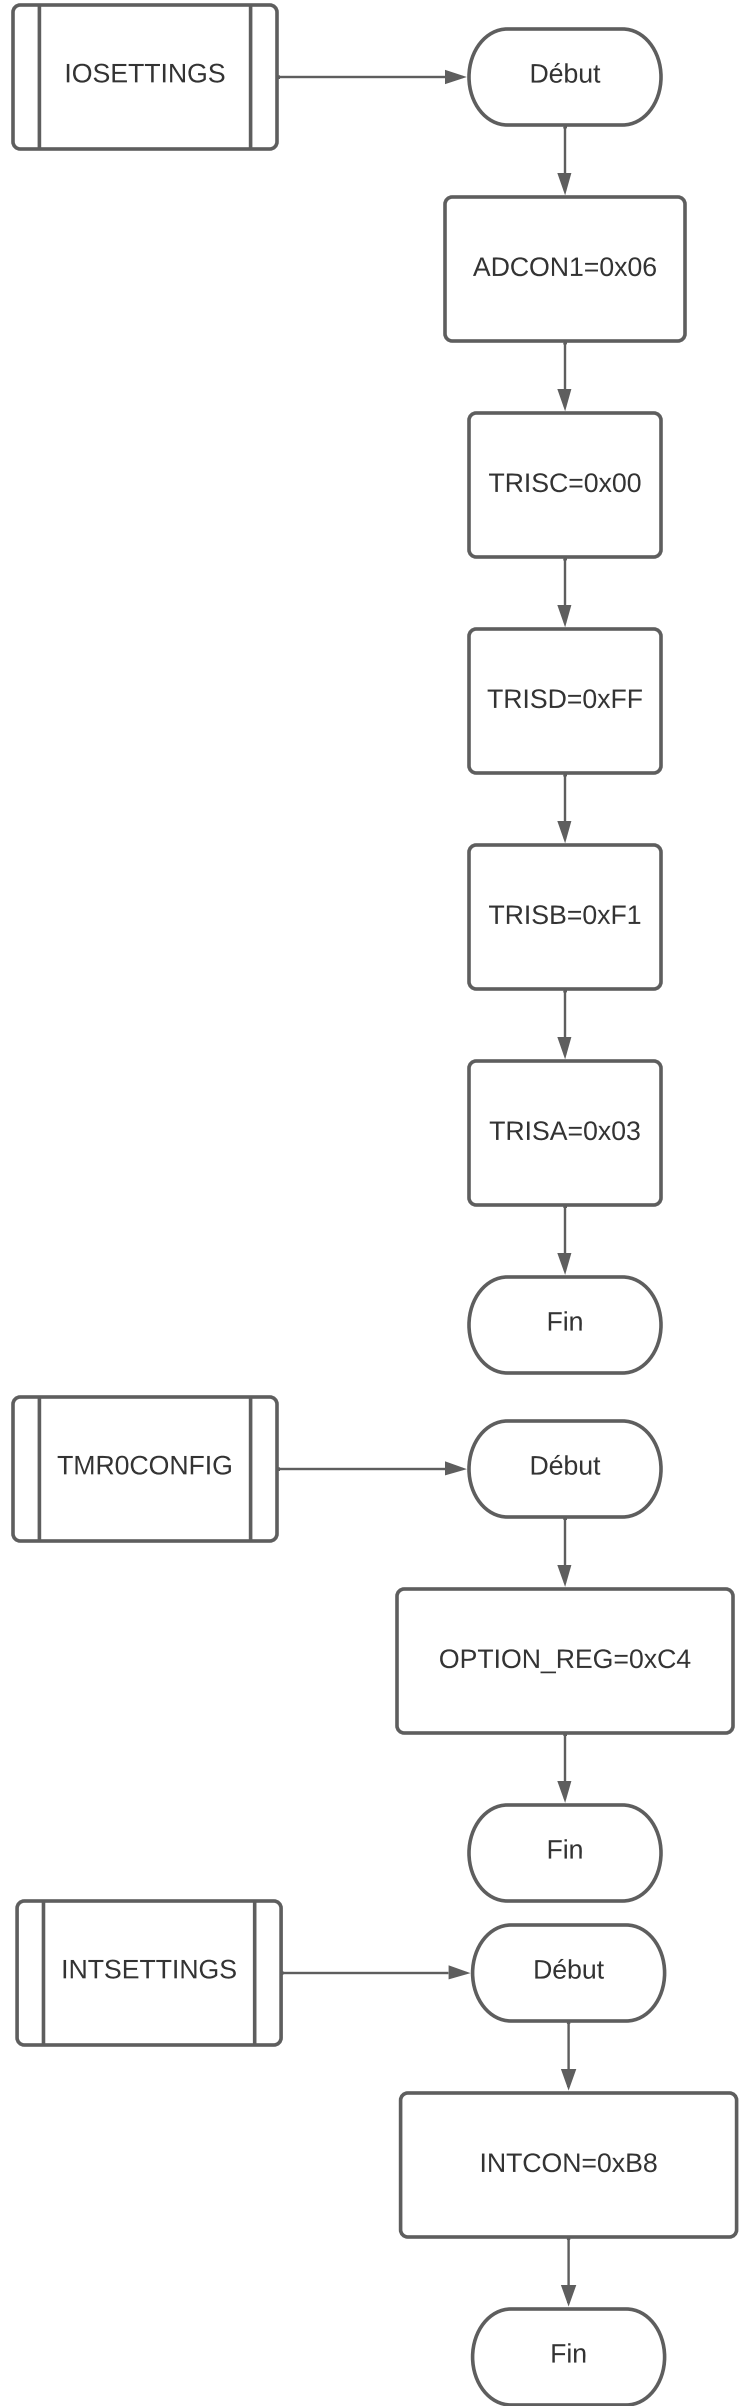 IOSETTINGS
Début
ADCON1=0x06
TRISC=0x00
TRISD=0xFF
TRISB=0xF1
TRISA=0x03
Fin
TMR0CONFIG
Début
OPTION_REG=0xC4
Fin
INTSETTINGS
Début
INTCON=0xB8
Fin